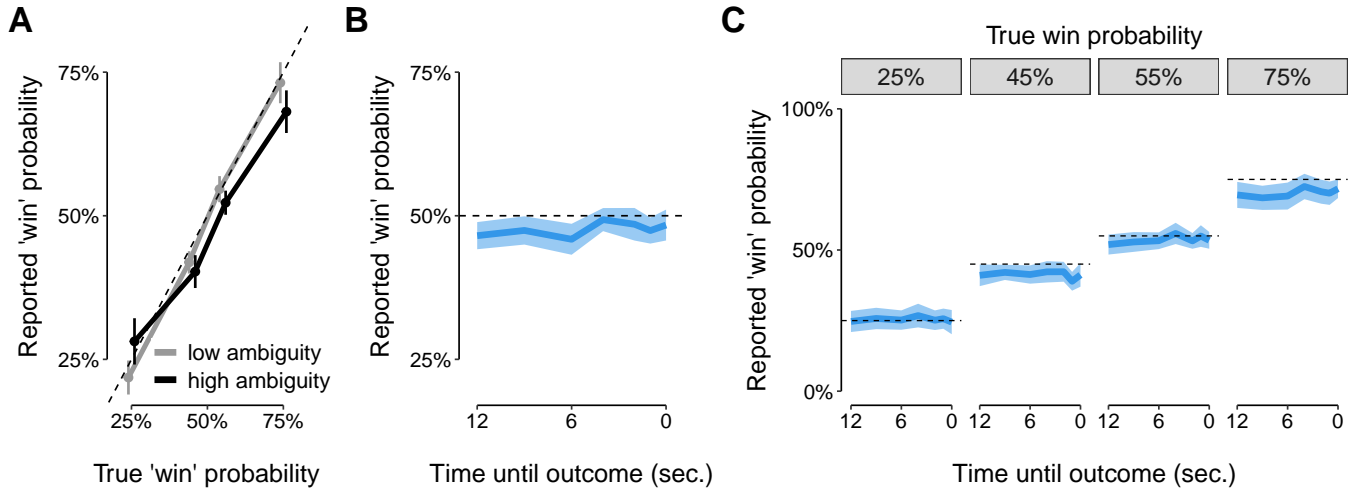 A
Reported 'win' probability
75%
50%
25%
low ambiguity
high ambiguity
25% 50% 75%
True 'win' probability
B
Reported 'win' probability
75%
50%
25%
12 6 0
Time until outcome (sec.)
C
True win probability
25% 45% 55% 75%
Reported 'win' probability
100%
50%
0%
12 6 0 12 6 0 12 6 0 12 6 0
Time until outcome (sec.)